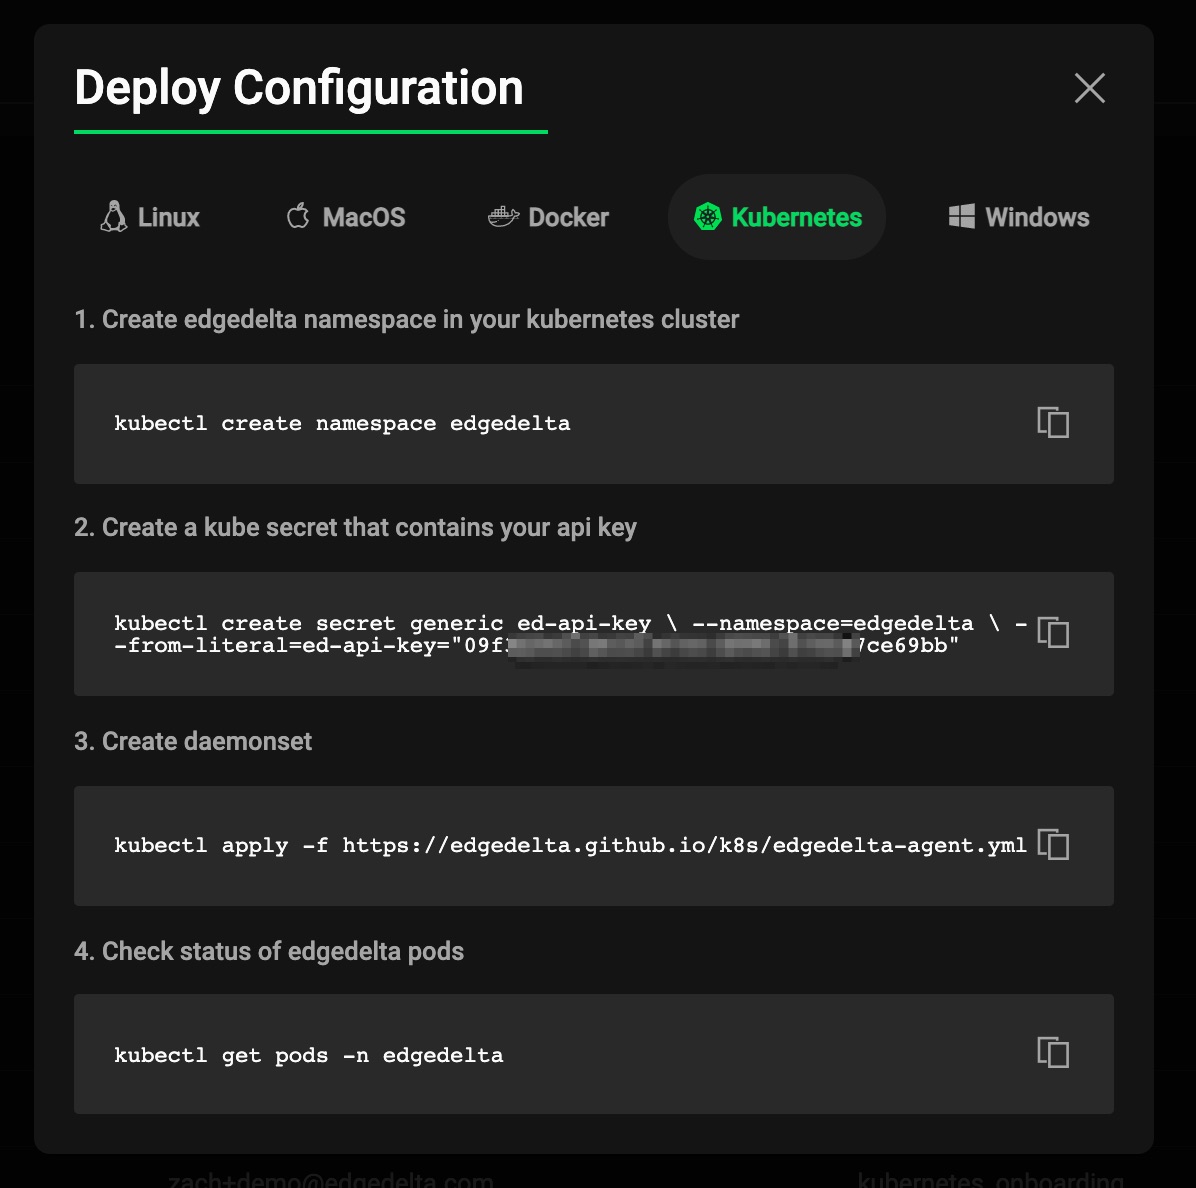 Deploy Configuration
Linux MacOS Docker Kubernetes Windows
1. Create edgedelta namespace in your kubernetes cluster
kubectl create namespace edgedelta
2. Create a kube secret that contains your api key
kubectl create secret generic ed-api-key \ --namespace=edgedelta \ -
-from-literal=ed-api-key="09f 7ce69bb"
3. Create daemonset
kubectl apply -f https://edgedelta.github.io/k8s/edgedelta-agent.yml
4. Check status of edgedelta pods
kubectl get pods -n edgedelta
zach+demo@edgedelta.com kubernetes_onboarding